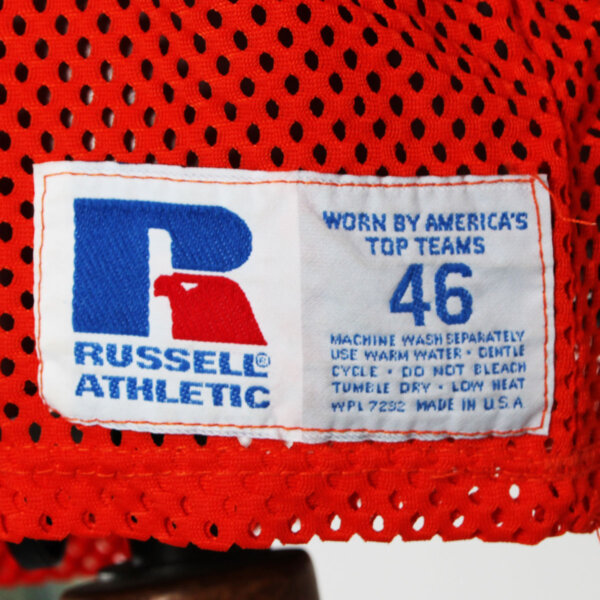 RUSSELL®
ATHLETIC
WORN BY AMERICA'S
TOP TEAMS
46
MACHINE WASH SEPARATELY
USE WARM WATER · GENTLE
CYCLE · DO NOT BLEACH
TUMBLE DRY · LOW HEAT
WPL 7292 MADE IN U.S.A